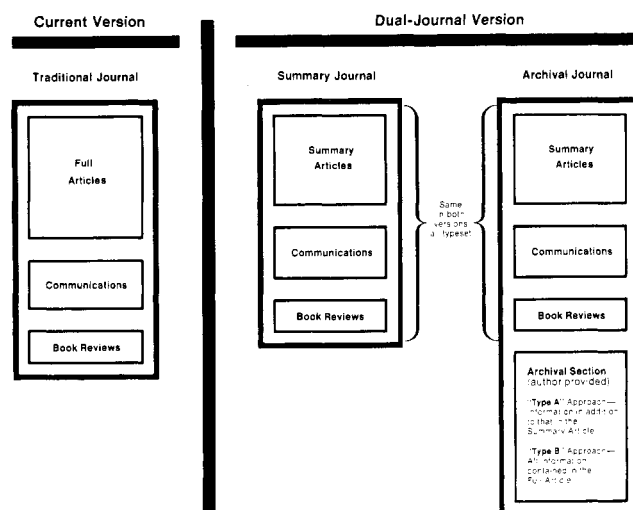 Current Version
Dual-Journal Version
Traditional Journal
Full
Articles
Communications
Book Reviews
Summary Journal
Summary
Articles
Communications
Book Reviews
Same
in both
versions
all typeset
Archival Journal
Summary
Articles
Communications
Book Reviews
Archival Section
(author provided)
"Type A" Approach—
Information in addition
to that in the
Summary Article
"Type B" Approach—
All information
contained in the
Full Article